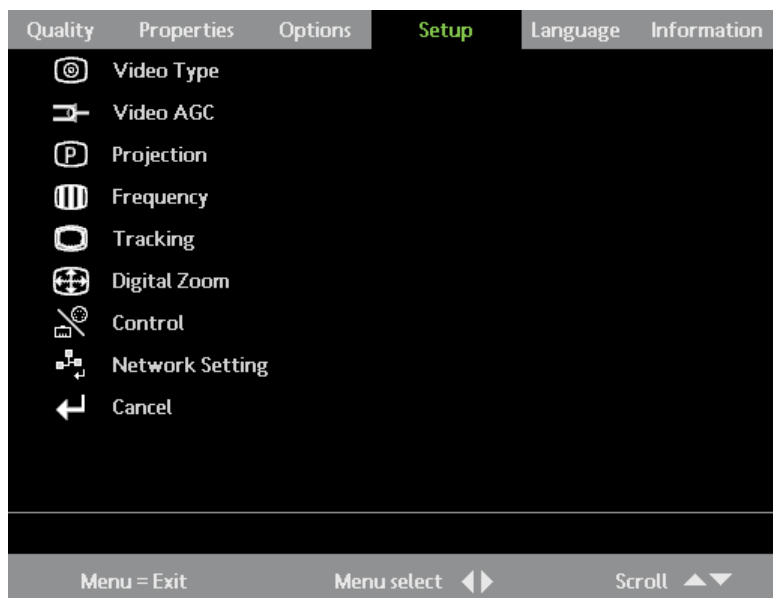 Quality Properties Options Setup Language Information
Video Type
Video AGC
P Projection
Frequency
Tracking
Digital Zoom
Control
Network Setting
Cancel
Menu = Exit Menu select Scroll